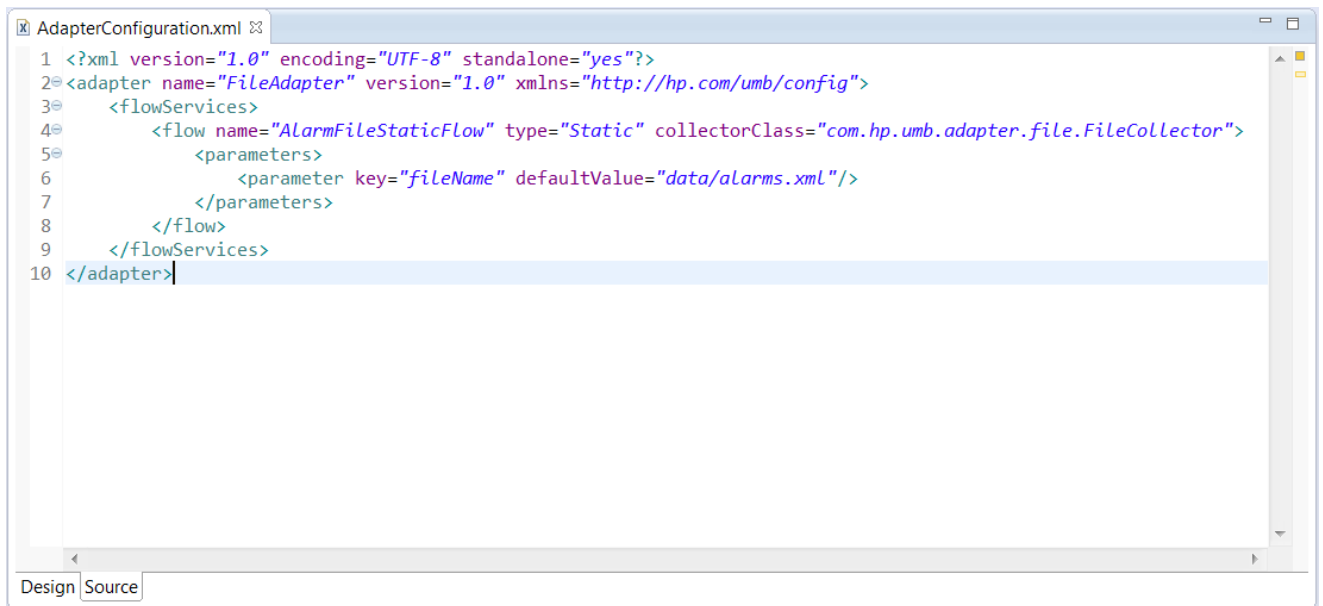 AdapterConfiguration.xml
1 <?xml version="1.0" encoding="UTF-8" standalone="yes"?>
2 <adapter name="FileAdapter" version="1.0" xmlns="http://hp.com/umb/config">
3     <flowServices>
4         <flow name="AlarmFileStaticFlow" type="Static" collectorClass="com.hp.umb.adapter.file.FileCollector">
5             <parameters>
6                 <parameter key="fileName" defaultValue="data/alarms.xml"/>
7             </parameters>
8         </flow>
9     </flowServices>
10 </adapter>
Design Source